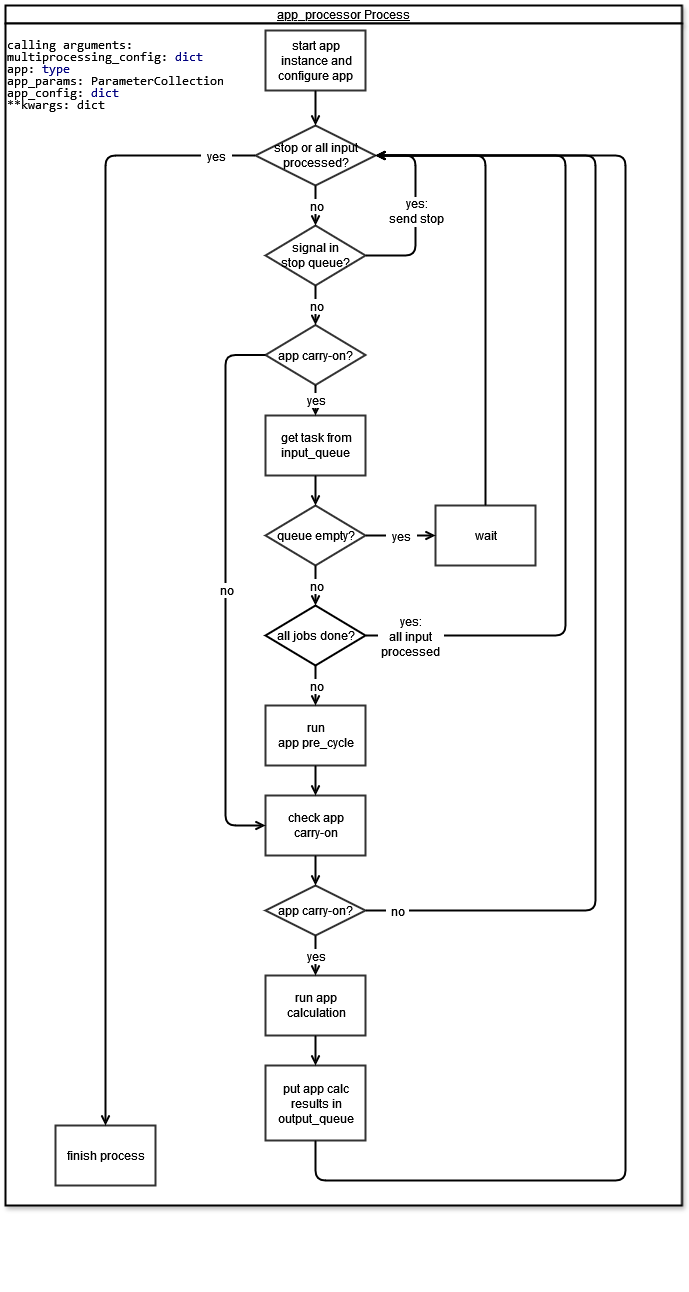 app_processor Process
calling arguments:
multiprocessing_config: dict
app: type
app_params: ParameterCollection
app_config: dict
**kwargs: dict
start app
instance and
configure app
stop or all input
processed?
yes
no
yes:
send stop
signal in
stop queue?
no
app carry-on?
yes
get task from
input_queue
queue empty?
yes
wait
no
no
all jobs done?
yes:
all input
processed
no
run
app pre_cycle
check app
carry-on
app carry-on?
no
yes
run app
calculation
put app calc
results in
output_queue
finish process